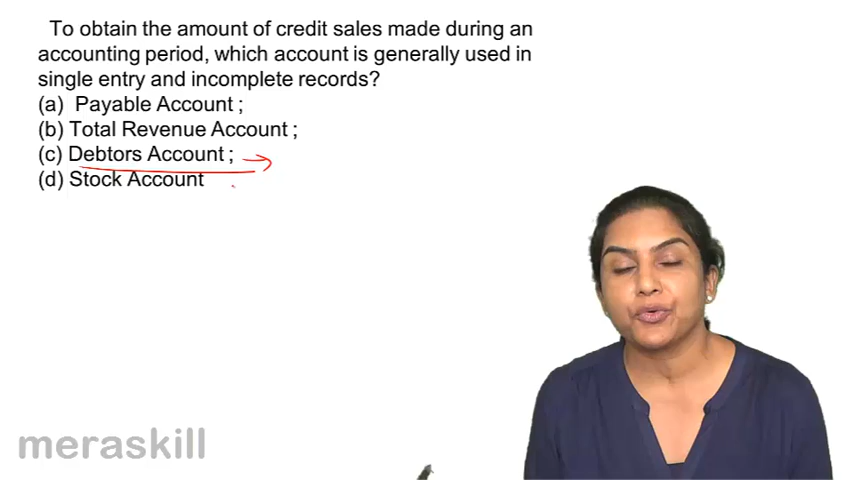 To obtain the amount of credit sales made during an
accounting period, which account is generally used in
single entry and incomplete records?
(a) Payable Account ;
(b) Total Revenue Account ;
(c) Debtors Account ;
(d) Stock Account
meraskill